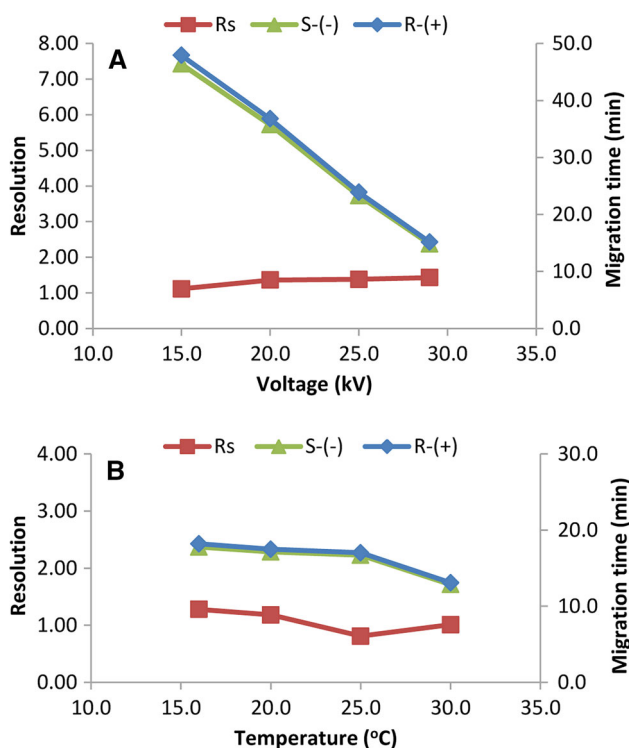 Rs S-(-) R-(+)
A
8.00
7.00
6.00
5.00
4.00
3.00
2.00
1.00
0.00
Resolution
50.0
40.0
30.0
20.0
10.0
0.0
Migration time (min)
10.0 15.0 20.0 25.0 30.0 35.0
Voltage (kV)
Rs S-(-) R-(+)
B
4.00
3.00
2.00
1.00
0.00
Resolution
30.0
20.0
10.0
0.0
Migration time (min)
10.0 15.0 20.0 25.0 30.0 35.0
Temperature (ºC)